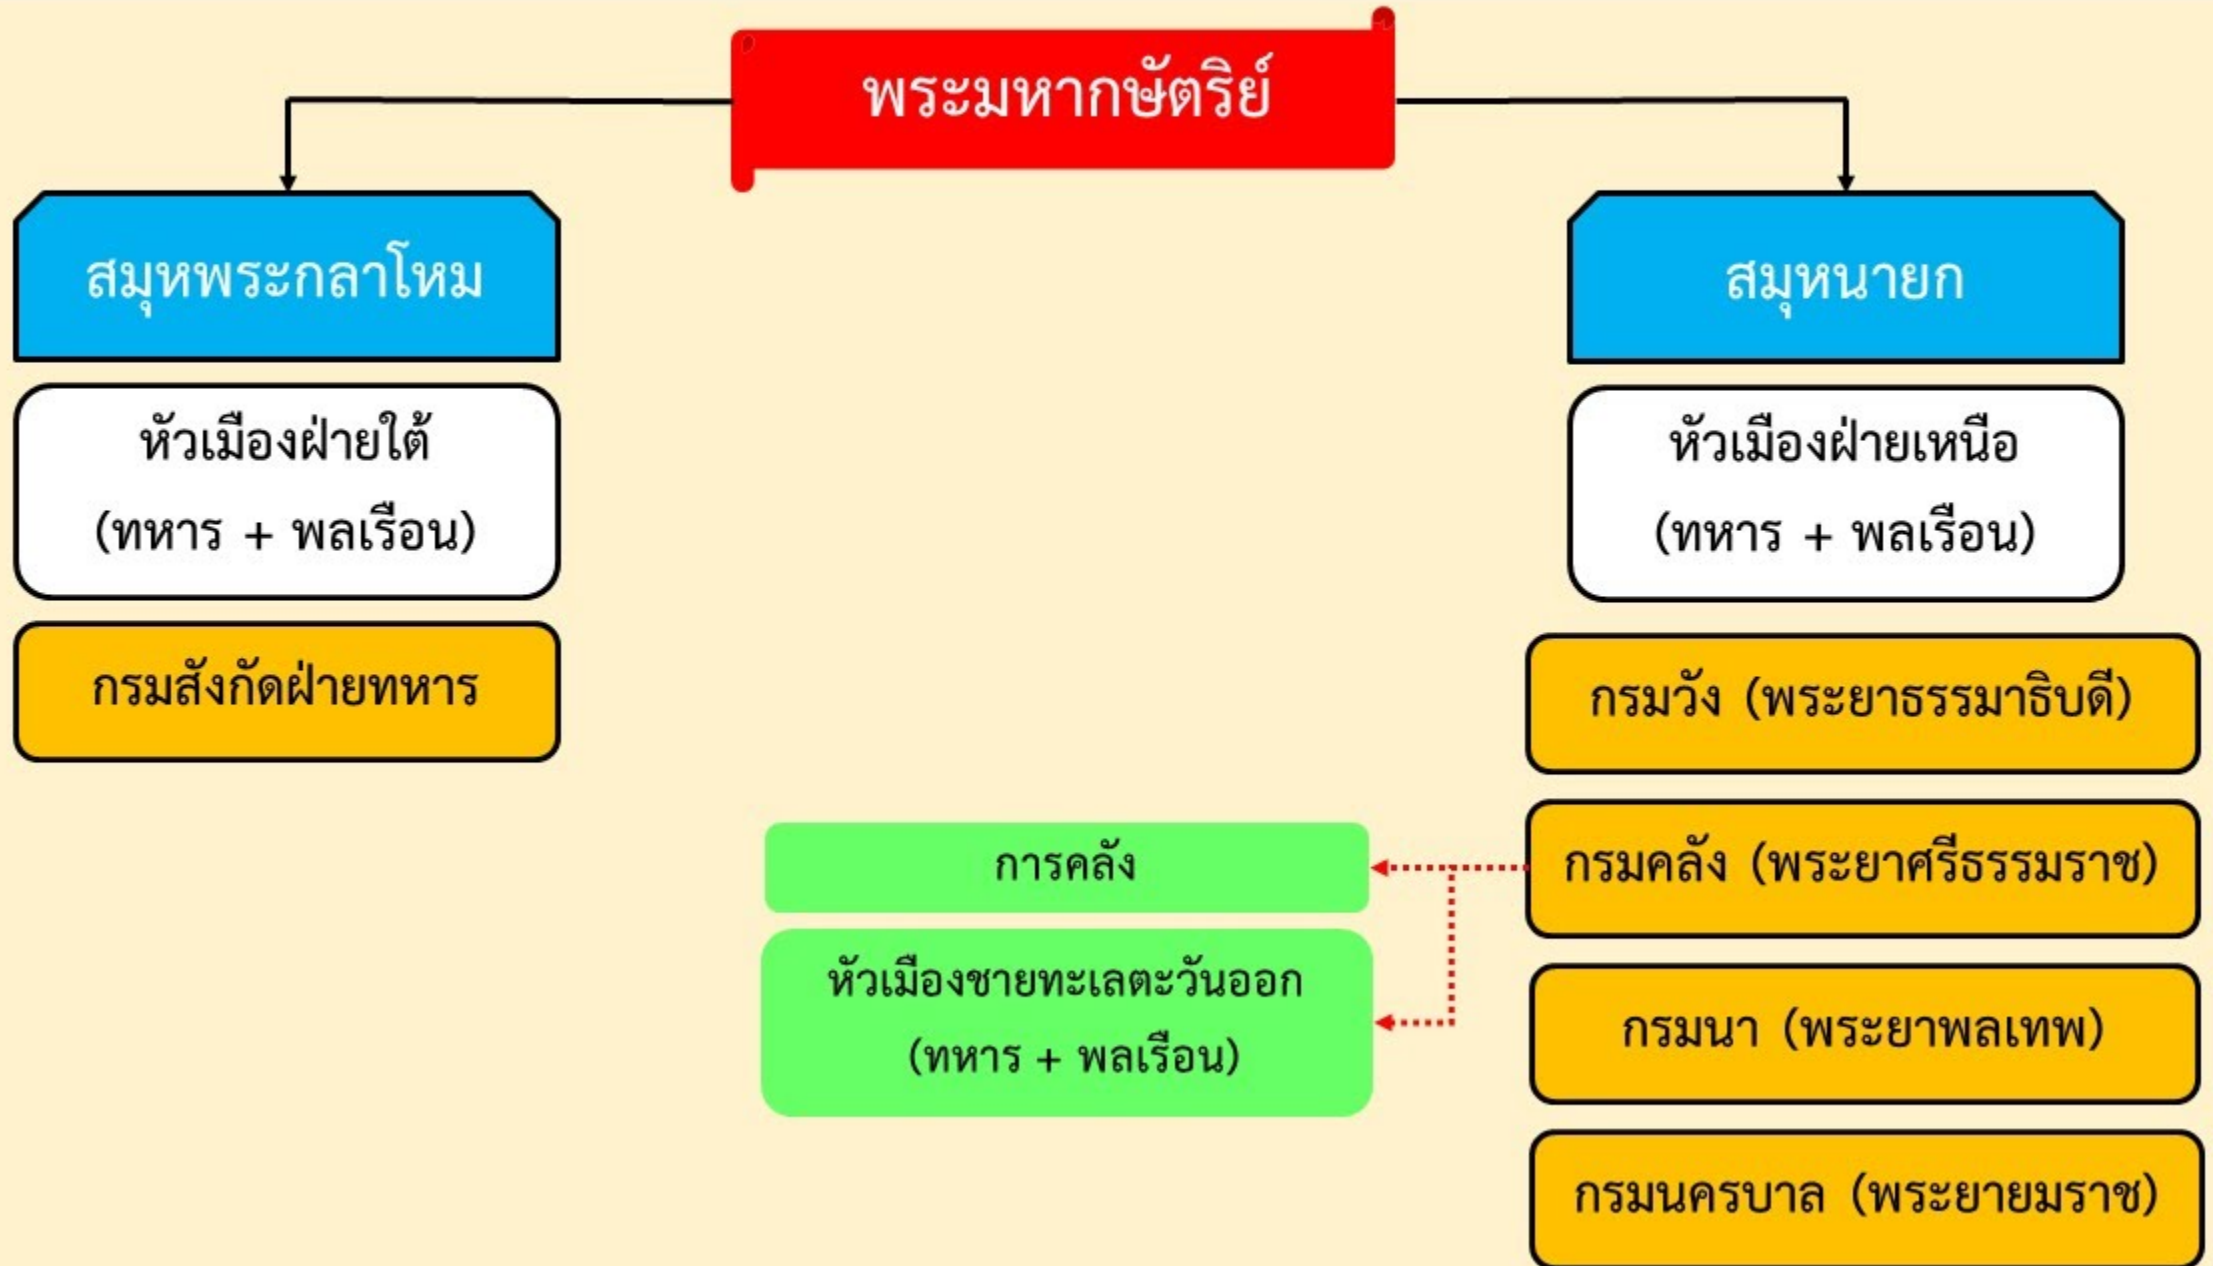 พระมหากษัตริย์
สมุหพระกลาโหม
หัวเมืองฝ่ายใต้
(ทหาร + พลเรือน)
กรมสังกัดฝ่ายทหาร
สมุหนายก
หัวเมืองฝ่ายเหนือ
(ทหาร + พลเรือน)
กรมวัง (พระยาธรรมาธิบดี)
กรมคลัง (พระยาศรีธรรมราช)
การคลัง
หัวเมืองชายทะเลตะวันออก
(ทหาร + พลเรือน)
กรมนา (พระยาพลเทพ)
กรมนครบาล (พระยายมราช)